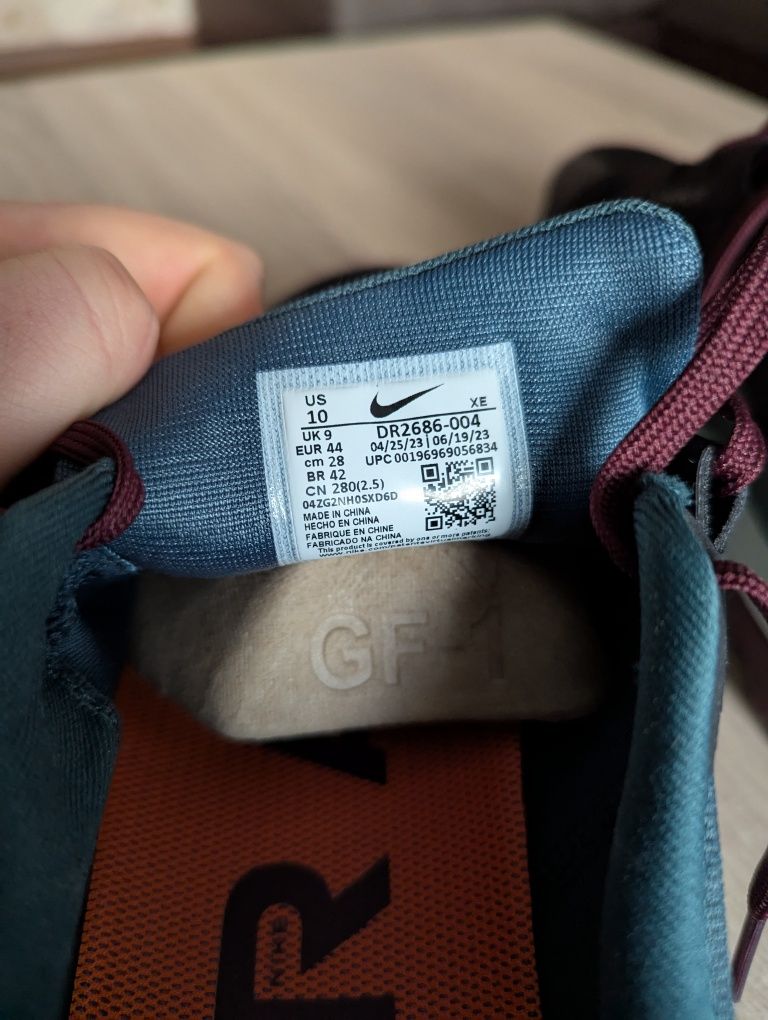 US
10
XE
UK 9
EUR 44
cm 28
BR 42
CN 280(2.5)
DR2686-004
04/25/23 | 06/19/23
UPC 00196969056834
04ZG2NH0SXD6D
MADE IN CHINA
HECHO EN CHINA
FABRIQUE EN CHINE
FABRICADO NA CHINA
This product is covered by one or more patents:
GF-1
R
NIKE